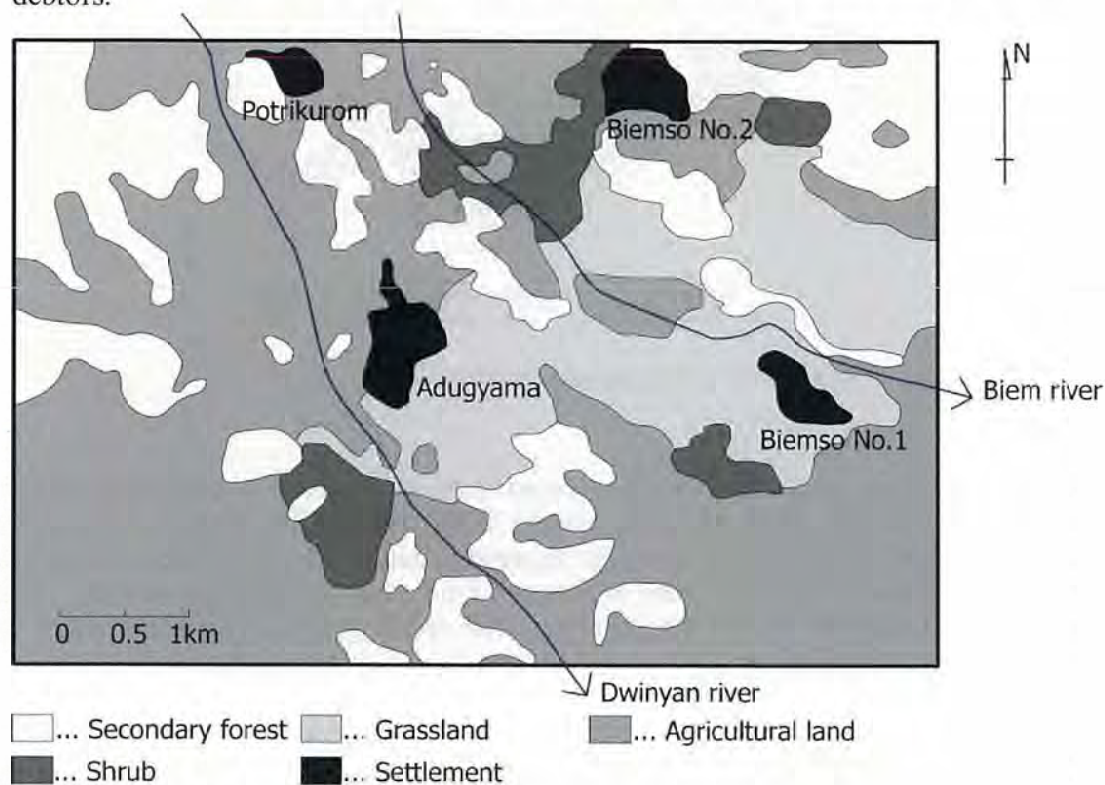 debtors.
N
Potrikurom
Biemso No.2
Adugyama
Biem river
Biemso No.1
0 0.5 1km
Dwinyan river
... Secondary forest ... Grassland ... Agricultural land
... Shrub ... Settlement